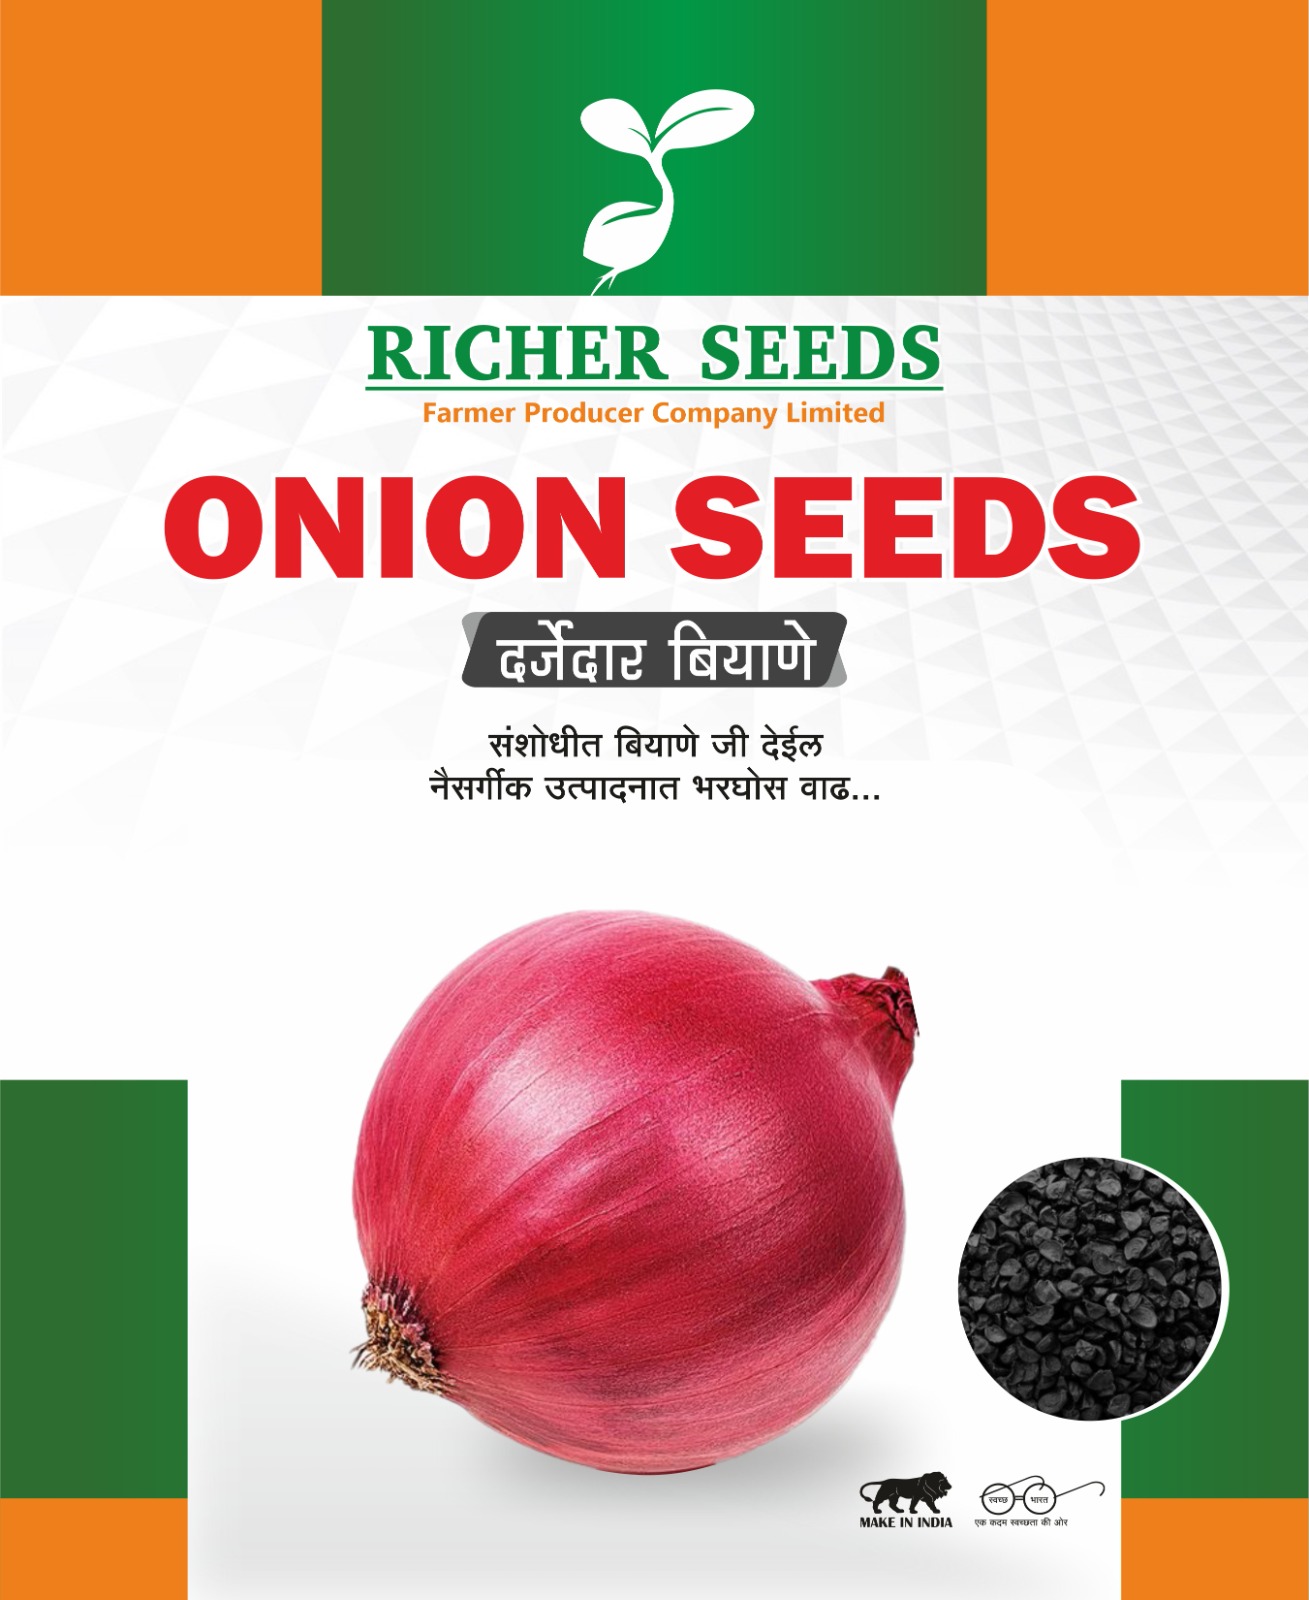 RICHER SEEDS
Farmer Producer Company Limited
ONION SEEDS
दर्जेदार बियाणे
संशोधीत बियाणे जी देईल
नैसर्गीक उत्पादनात भरघोस वाढ...
MAKE IN INDIA
स्वच्छ भारत
एक कदम स्वच्छता की ओर